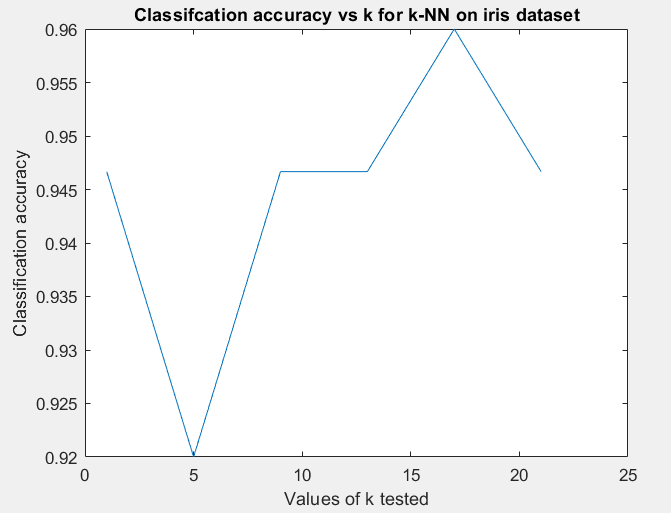 Classifcation accuracy vs k for k-NN on iris dataset
Classification accuracy
0.96
0.955
0.95
0.945
0.94
0.935
0.93
0.925
0.92
0 5 10 15 20 25
Values of k tested